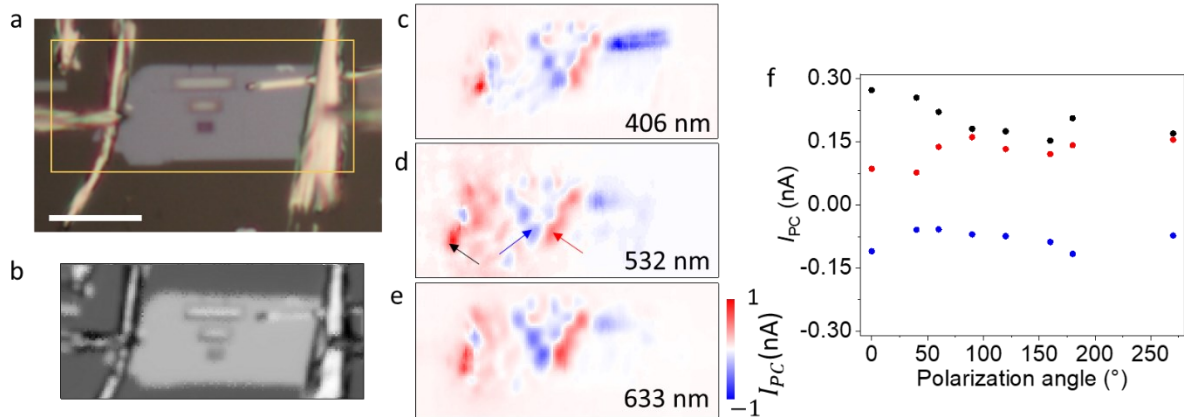 a
b
c
406 nm
d
532 nm
e
633 nm
1
I_PC (nA)
−1
f
0.30
0.15
0.00
-0.15
-0.30
I_PC (nA)
0 50 100 150 200 250
Polarization angle (°)